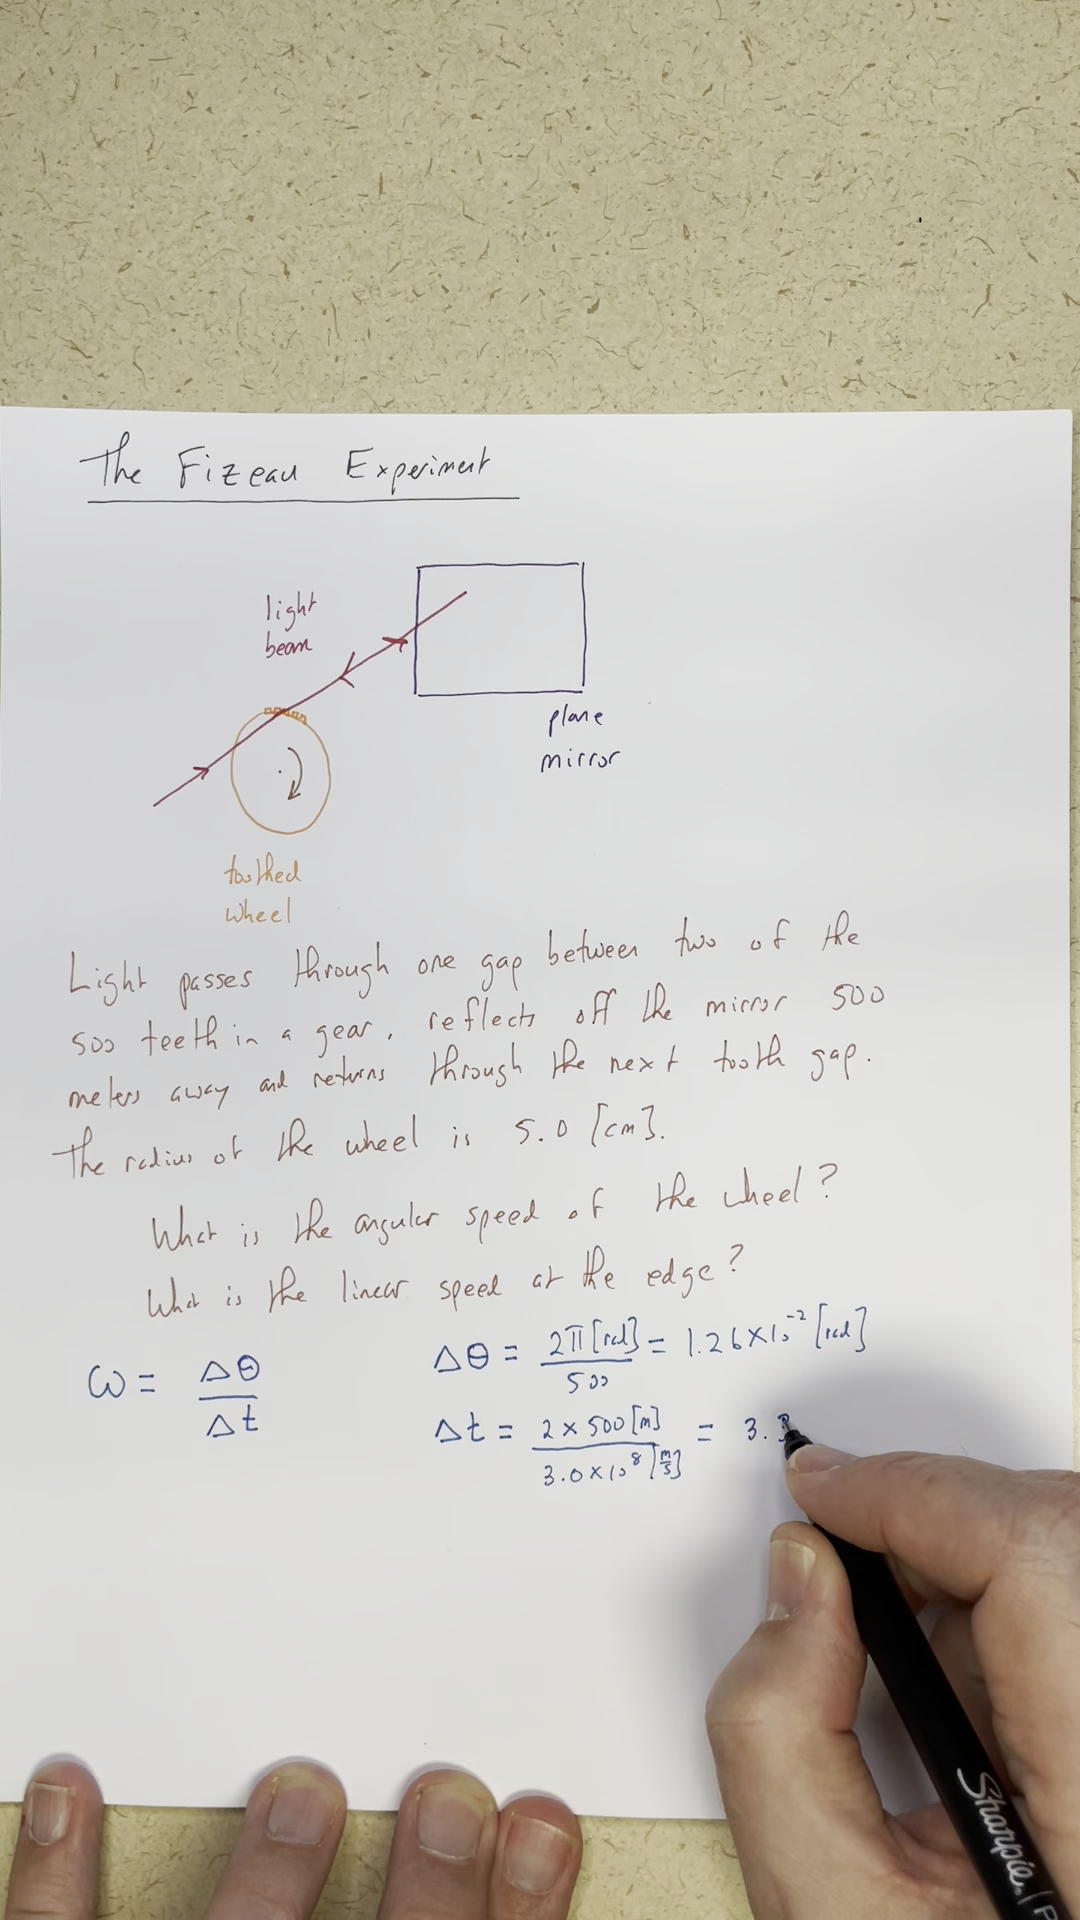 The Fizeau Experiment
light
beam
plane
mirror
toothed
wheel
Light passes through one gap between two of the
500 teeth in a gear, reflects off the mirror 500
meters away and returns through the next tooth gap.
The radius of the wheel is 5.0 [cm].
What is the angular speed of the wheel?
What is the linear speed at the edge?
ω = Δθ / Δt
Δθ = 2π[rad] / 500 = 1.26×10⁻² [rad]
Δt = 2×500[m] / 3.0×10⁸ [m/s] = 3.3
Sharpie.